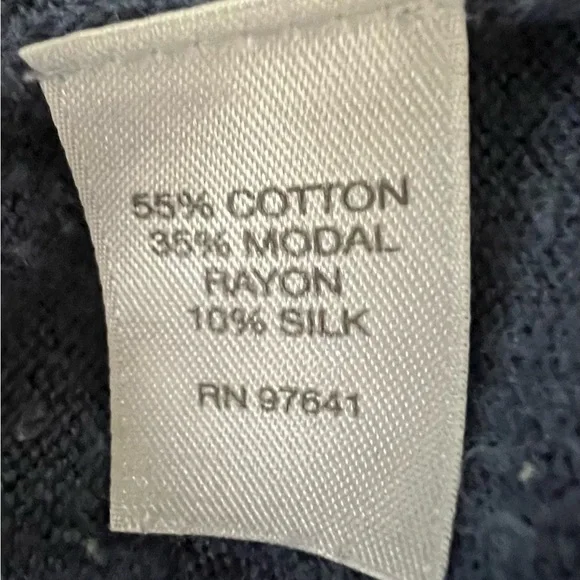 55% COTTON
35% MODAL
RAYON
10% SILK
RN 97641